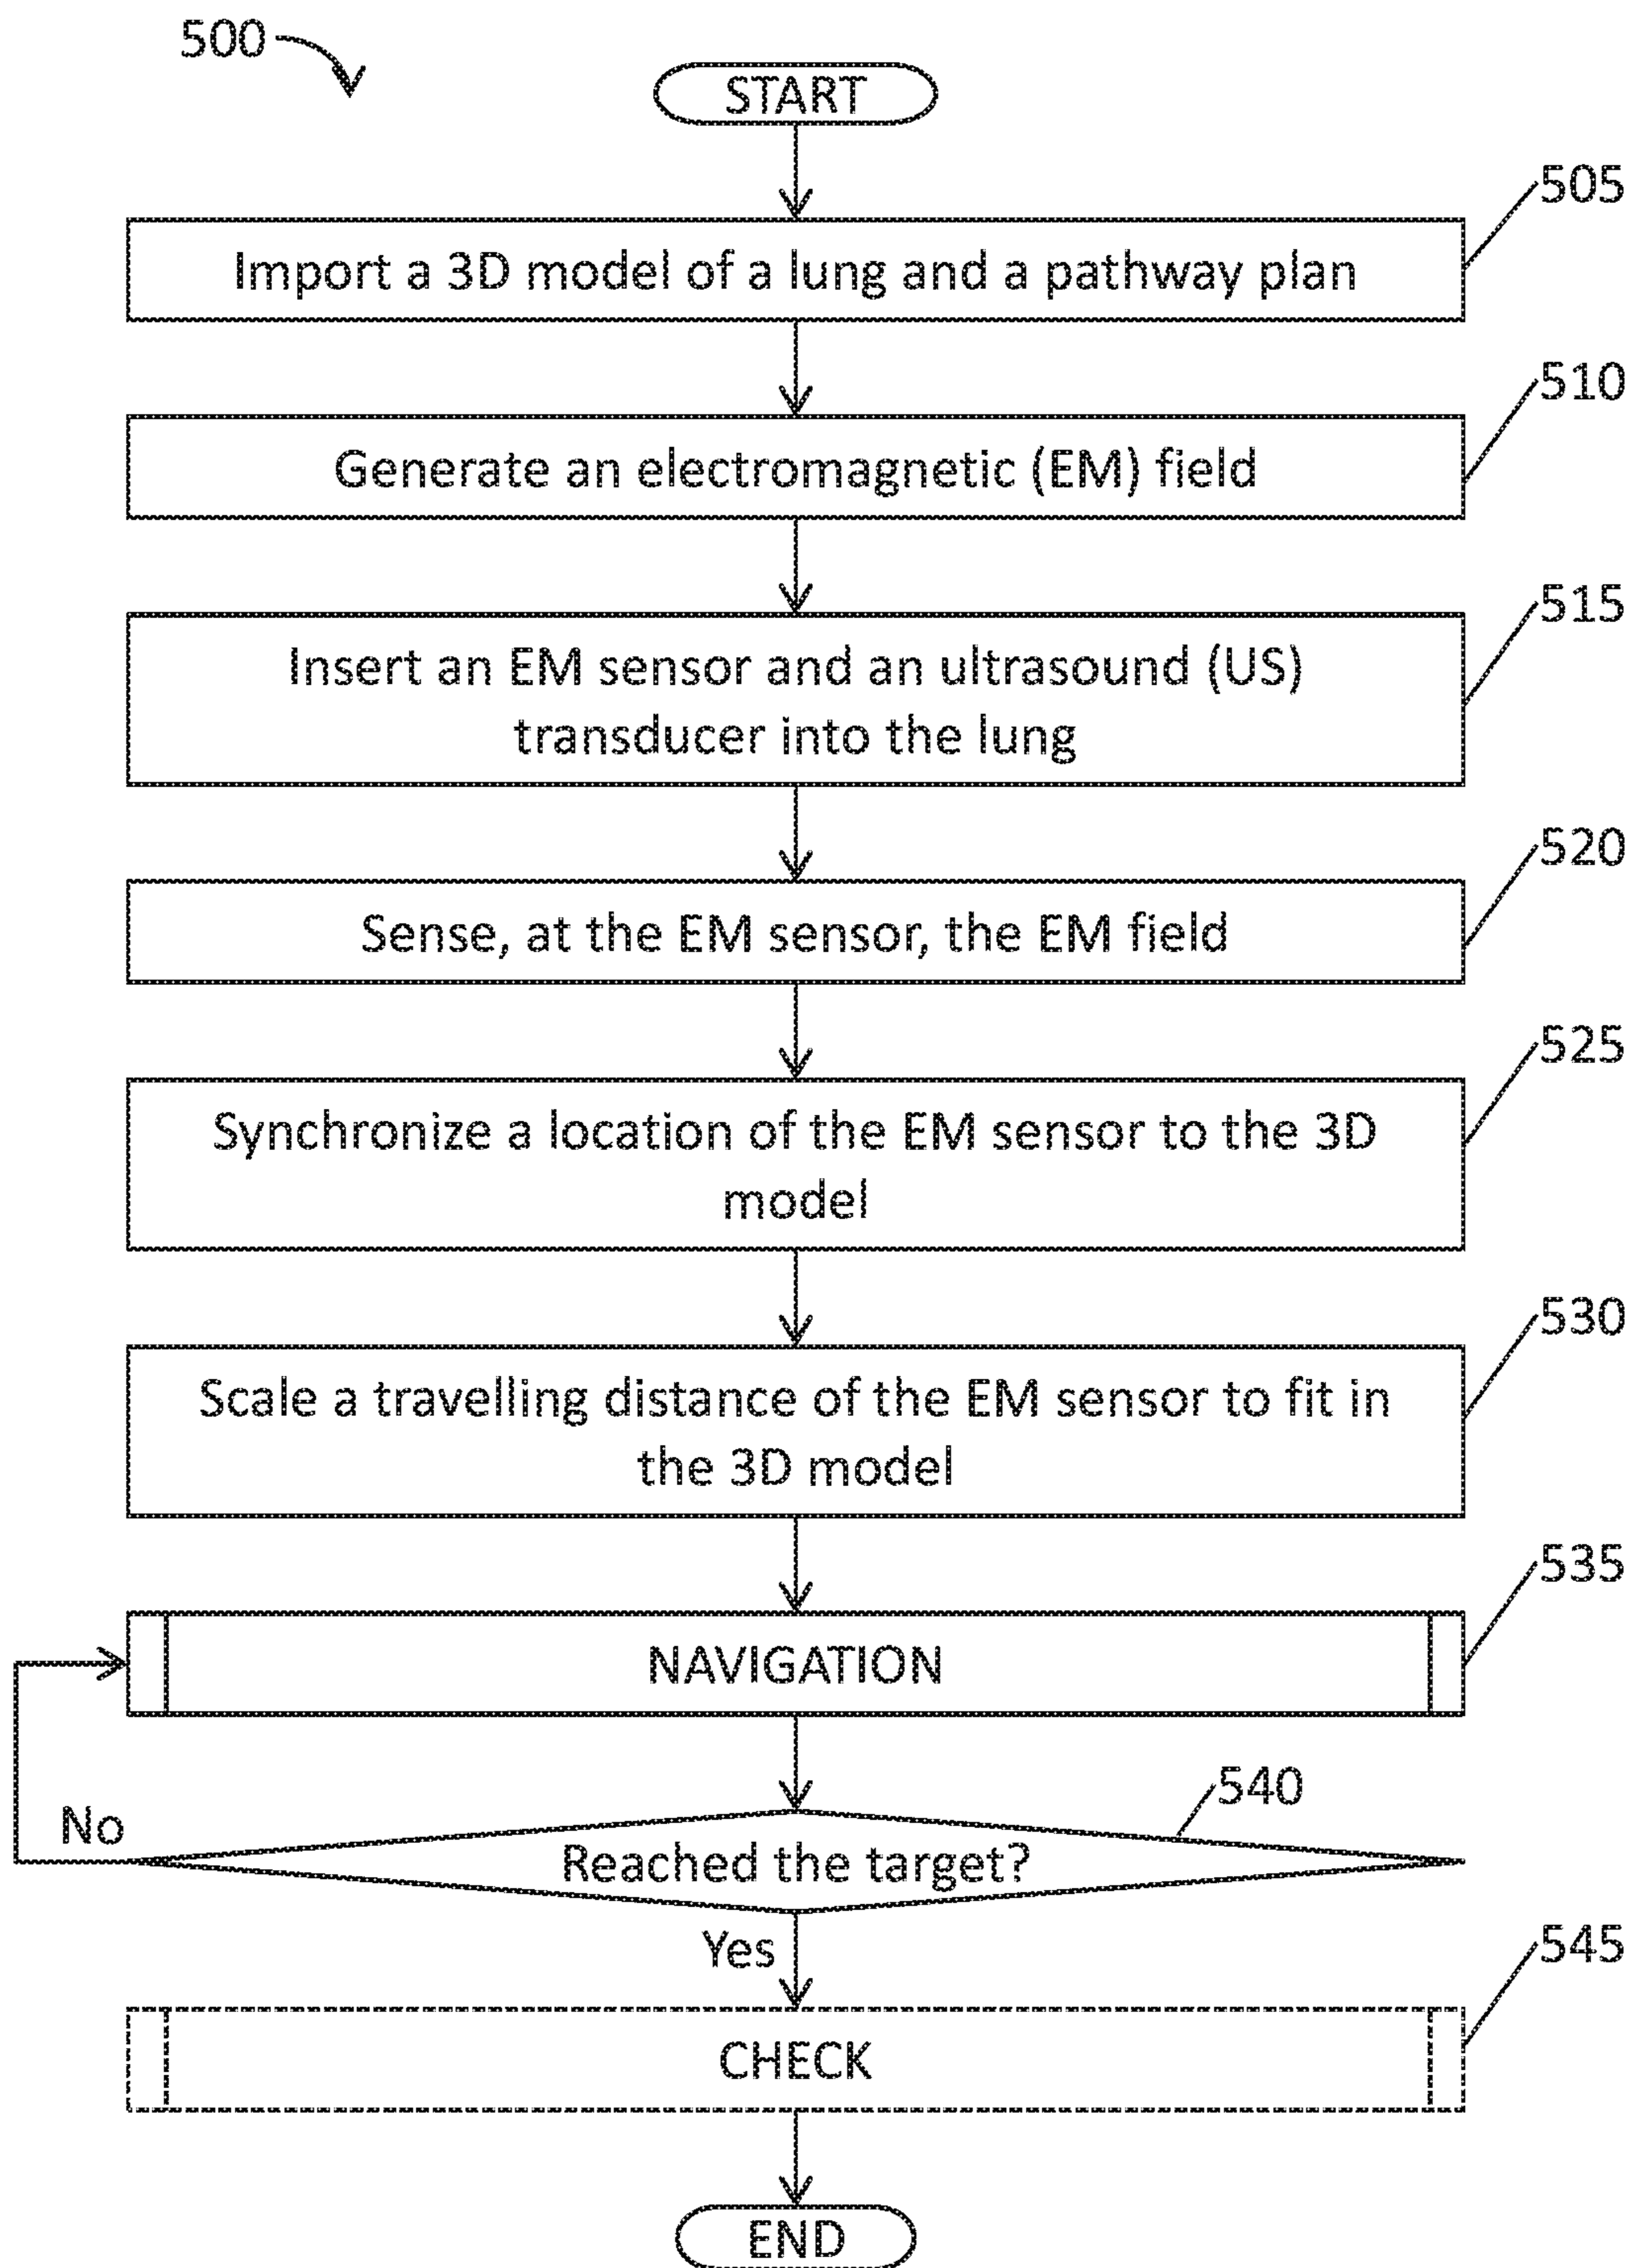 500
START
505
Import a 3D model of a lung and a pathway plan
510
Generate an electromagnetic (EM) field
515
Insert an EM sensor and an ultrasound (US)
transducer into the lung
520
Sense, at the EM sensor, the EM field
525
Synchronize a location of the EM sensor to the 3D
model
530
Scale a travelling distance of the EM sensor to fit in
the 3D model
535
NAVIGATION
540
No
Reached the target?
Yes
545
CHECK
END